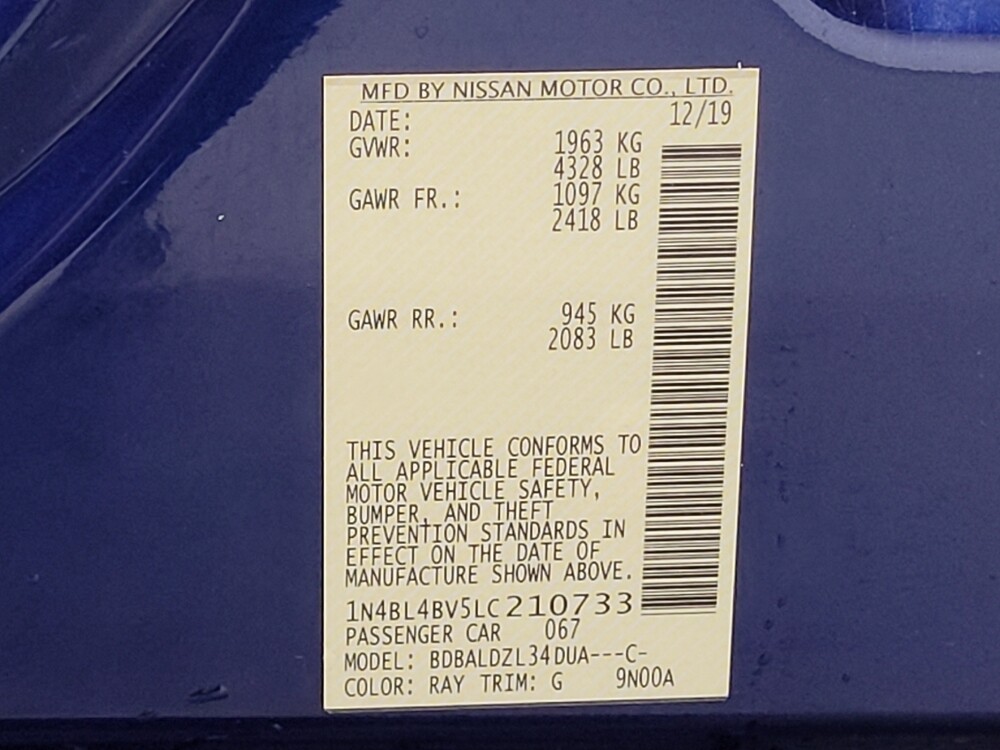 MFD BY NISSAN MOTOR CO., LTD.
DATE: 12/19
GVWR: 1963 KG
4328 LB
GAWR FR.: 1097 KG
2418 LB
GAWR RR.: 945 KG
2083 LB
THIS VEHICLE CONFORMS TO
ALL APPLICABLE FEDERAL
MOTOR VEHICLE SAFETY,
BUMPER, AND THEFT
PREVENTION STANDARDS IN
EFFECT ON THE DATE OF
MANUFACTURE SHOWN ABOVE.
1N4BL4BV5LC210733
PASSENGER CAR 067
MODEL: BDBALDZL34DUA---C-
COLOR: RAY TRIM: G 9N00A